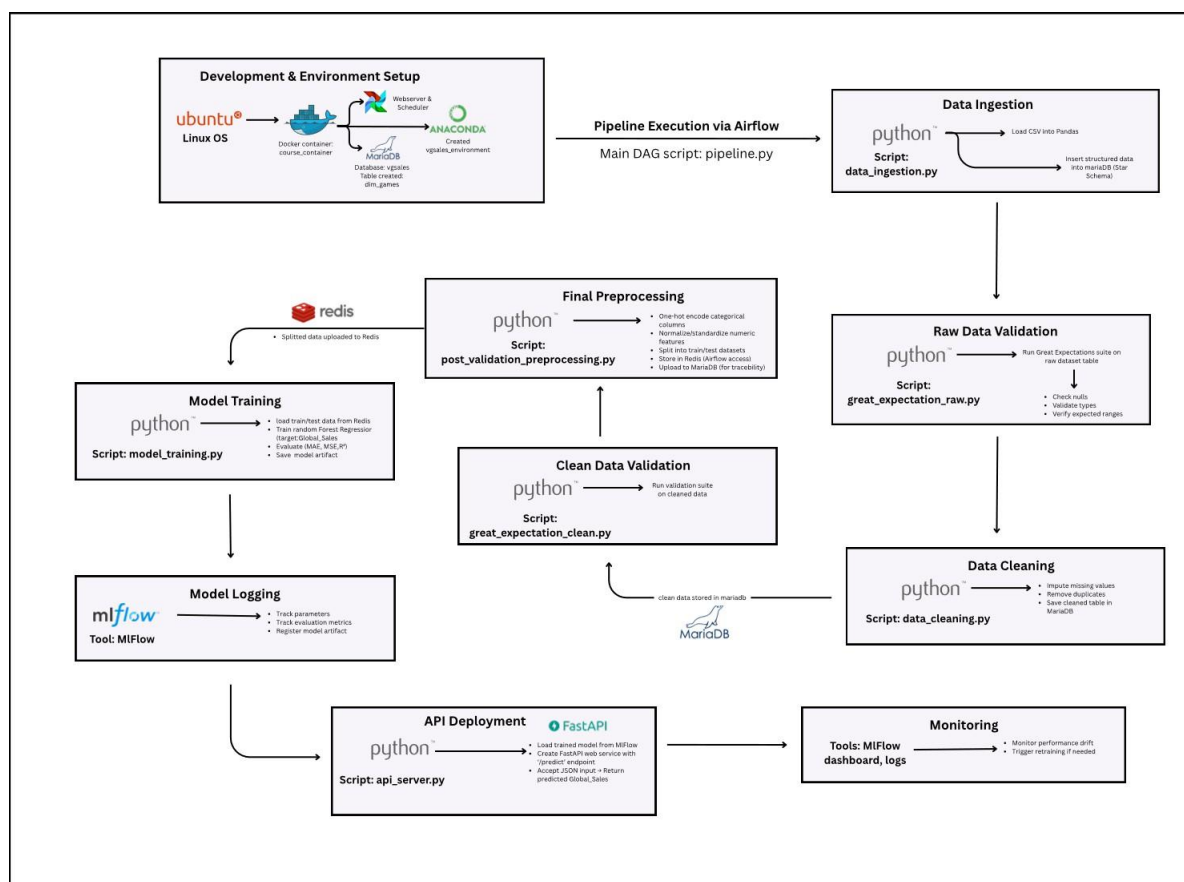 Development & Environment Setup
ubuntu®
Linux OS
Docker container:
course_container
Webserver &
Scheduler
MariaDB
Database: vgsales
Table created:
dim_games
ANACONDA
Created
vgsales_environment
Pipeline Execution via Airflow
Main DAG script: pipeline.py
Data Ingestion
python™
Script:
data_ingestion.py
Load CSV into Pandas
Insert structured data
into mariaDB (Star
Schema)
Raw Data Validation
python™
Script:
great_expectation_raw.py
Run Great Expectations suite on
raw dataset table
• Check nulls
• Validate types
• Verify expected ranges
Data Cleaning
python™
Script: data_cleaning.py
• Impute missing values
• Remove duplicates
• Save cleaned table in
MariaDB
clean data stored in mariadb
MariaDB
Clean Data Validation
python™
Script:
great_expectation_clean.py
Run validation suite
on cleaned data
Final Preprocessing
python™
Script:
post_validation_preprocessing.py
• One-hot encode categorical
columns
• Normalize/standardize numeric
features
• Split into train/test datasets
• Store in Redis (Airflow access)
• Upload to MariaDB (for tracebility)
redis
• Splitted data uploaded to Redis
Model Training
python™
Script: model_training.py
• load train/test data from Redis
• Train random Forest Regressior
(target:Global_Sales
• Evaluate (MAE, MSE,R²)
• Save model artifact
Model Logging
mlflow™
Tool: MlFlow
• Track parameters
• Track evaluation metrics
• Register model artifact
API Deployment
FastAPI
python™
Script: api_server.py
• Load trained model from MlFlow
• Create FastAPI web service with
'/predict' endpoint
• Accept JSON input → Return
predicted Global_Sales
Monitoring
Tools: MlFlow
dashboard, logs
• Monitor performance drift
• Trigger retraining if needed